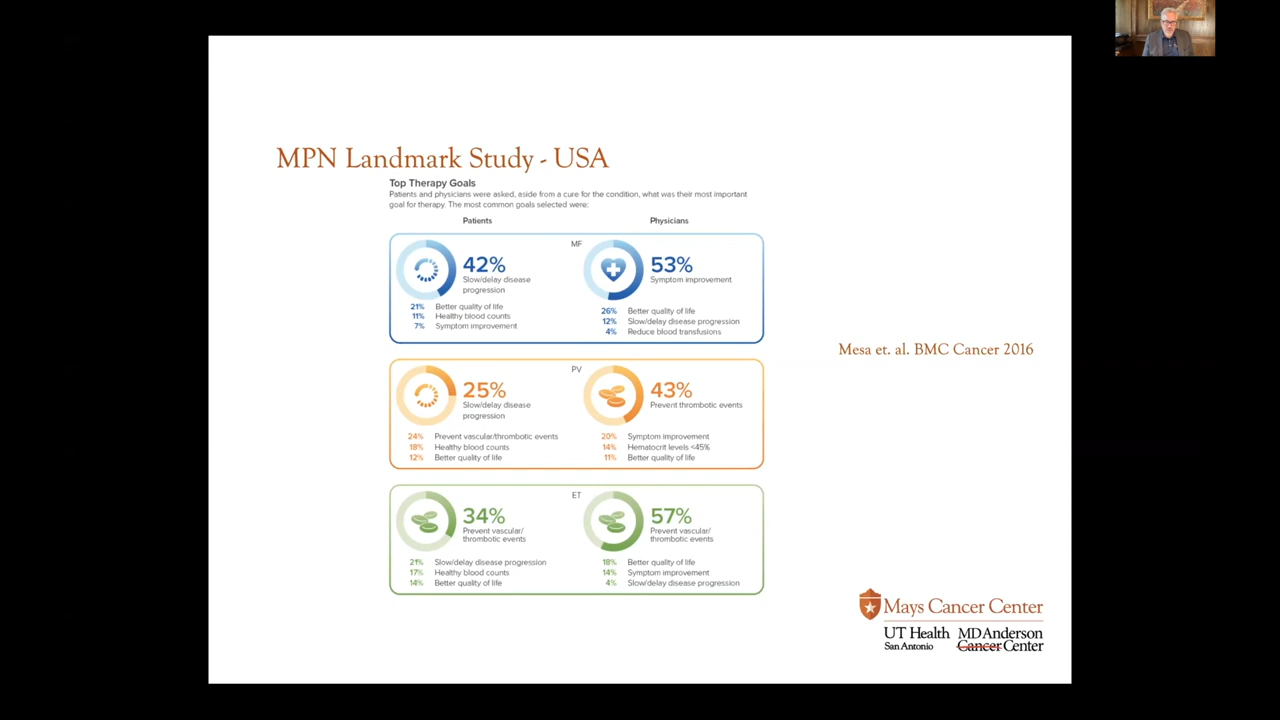 MPN Landmark Study - USA
Top Therapy Goals
Patients and physicians were asked, aside from a cure for the condition, what was their most important
goal for therapy. The most common goals selected were:
Patients
Physicians
MF
42%
Slow/delay disease
progression
21% Better quality of life
11% Healthy blood counts
7% Symptom improvement
53%
Symptom improvement
26% Better quality of life
12% Slow/delay disease progression
4% Reduce blood transfusions
PV
25%
Slow/delay disease
progression
24% Prevent vascular/thrombotic events
18% Healthy blood counts
12% Better quality of life
43%
Prevent thrombotic events
20% Symptom improvement
14% Hematocrit levels <45%
11% Better quality of life
ET
34%
Prevent vascular/
thrombotic events
21% Slow/delay disease progression
17% Healthy blood counts
14% Better quality of life
57%
Prevent vascular/
thrombotic events
18% Better quality of life
14% Symptom improvement
4% Slow/delay disease progression
Mesa et. al. BMC Cancer 2016
Mays Cancer Center
UT Health
San Antonio
MD Anderson
Cancer Center